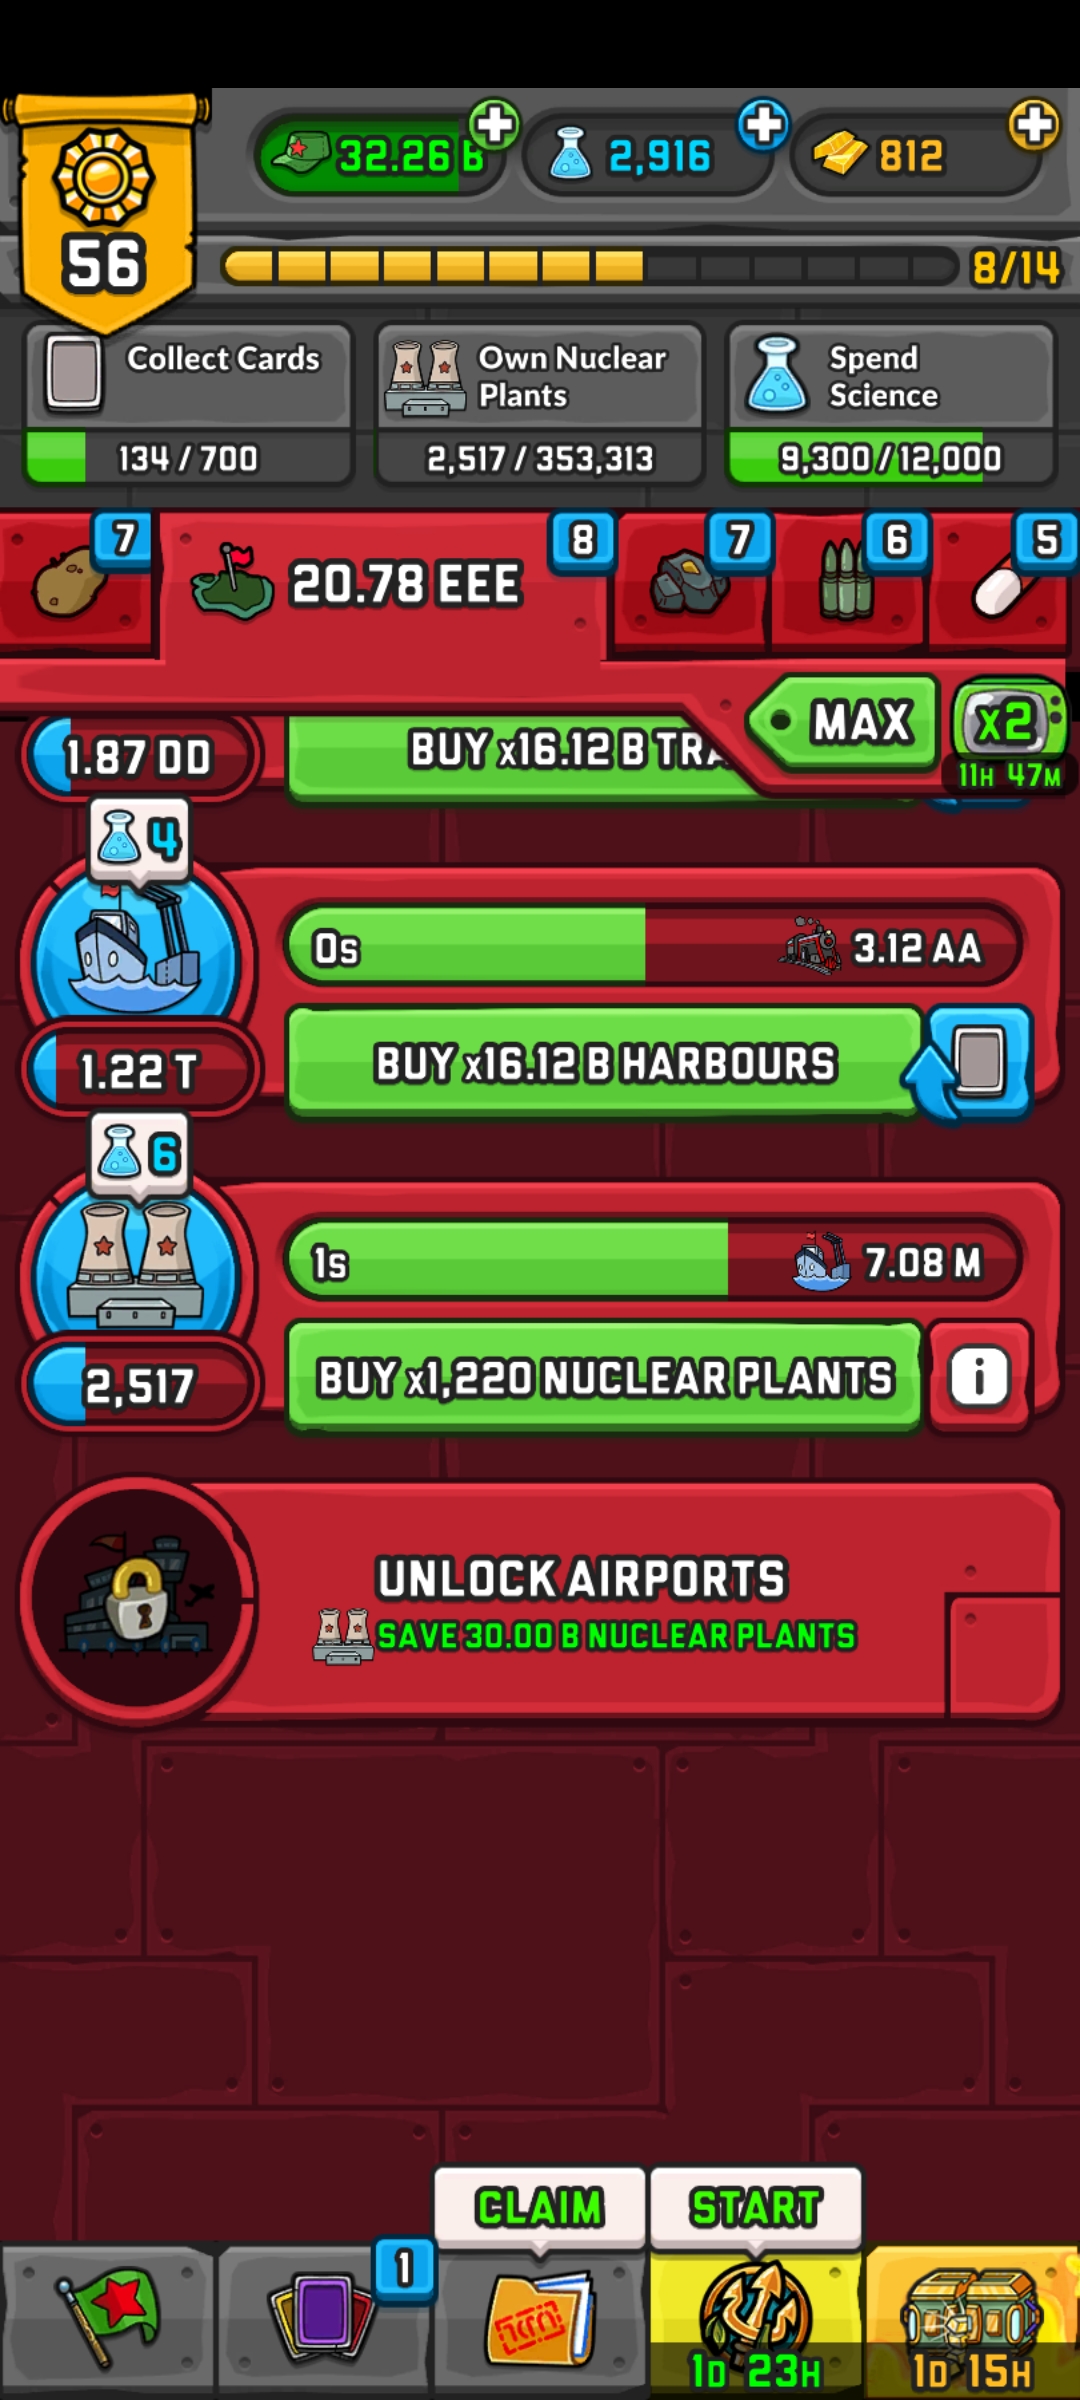 56
32.26 B
2,916
812
8/14
Collect Cards
134 / 700
Own Nuclear
Plants
2,517 / 353,313
Spend
Science
9,300 / 12,000
7
20.78 EEE
8
7
6
5
MAX
x2
11H 47M
1.87 DD
BUY x16.12 B
4
0s
3.12 AA
1.22 T
BUY x16.12 B HARBOURS
6
1s
7.08 M
2,517
BUY x1,220 NUCLEAR PLANTS
i
UNLOCK AIRPORTS
SAVE 30.00 B NUCLEAR PLANTS
CLAIM
START
1
1D 23H
1D 15H